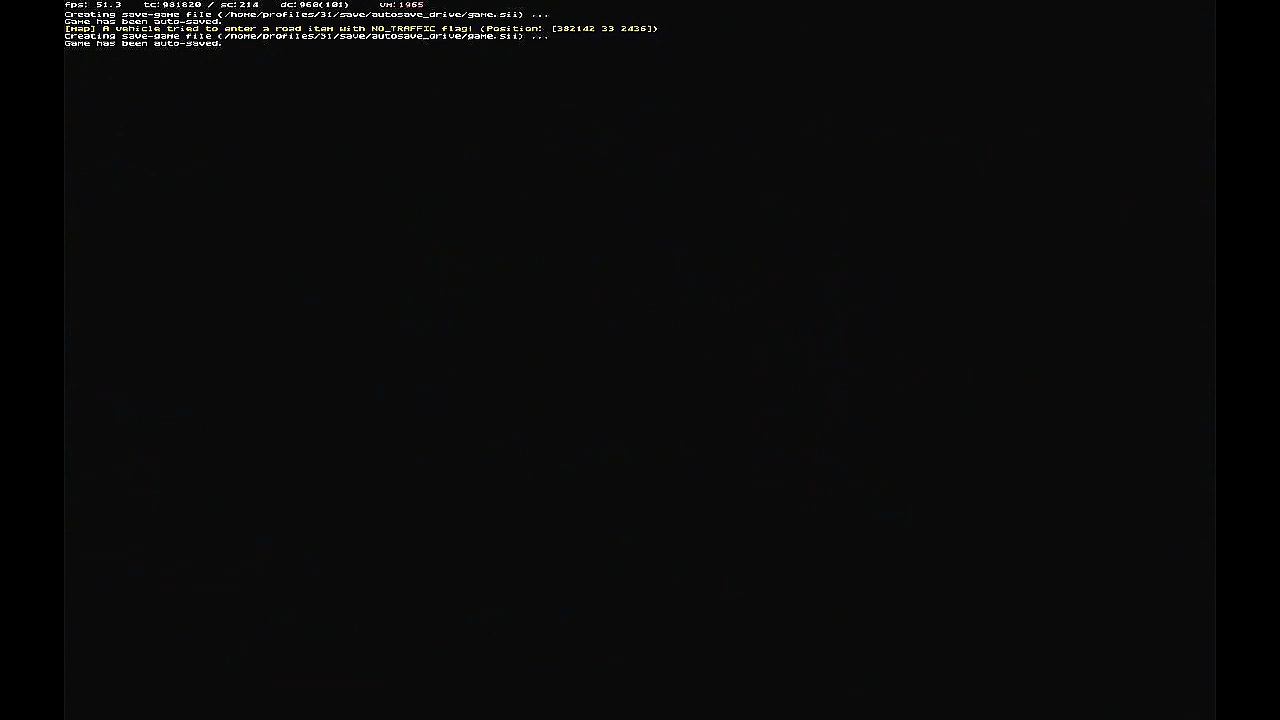 fps: 51.3 tc:981820 / sc:214 dc:960(101) vm:1965
Creating save-game file (/home/profiles/31/save/autosave_drive/game.sii) ...
Game has been auto-saved.
[Map] A vehicle tried to enter a road item with NO_TRAFFIC flag! (Position: [382142 33 2436])
Creating save-game file (/home/profiles/31/save/autosave_drive/game.sii) ...
Game has been auto-saved.